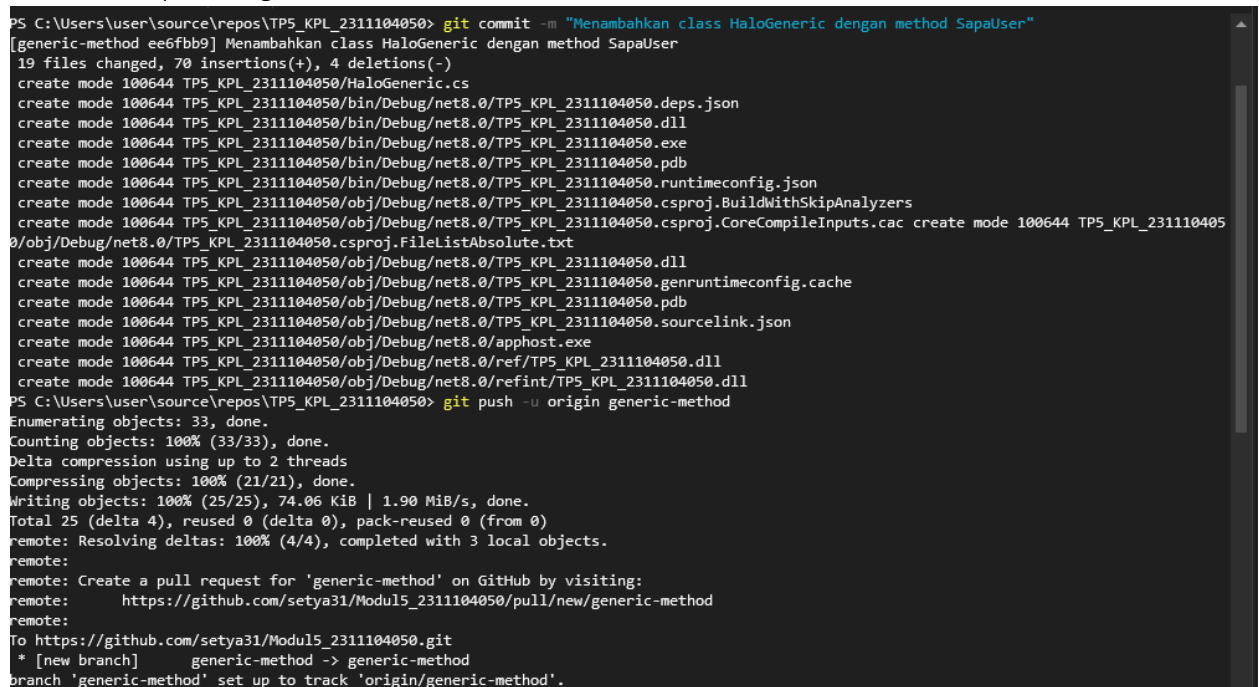 PS C:\Users\user\source\repos\TP5_KPL_2311104050> git commit -m "Menambahkan class HaloGeneric dengan method SapaUser"
[generic-method ee6fbb9] Menambahkan class HaloGeneric dengan method SapaUser
 19 files changed, 70 insertions(+), 4 deletions(-)
 create mode 100644 TP5_KPL_2311104050/HaloGeneric.cs
 create mode 100644 TP5_KPL_2311104050/bin/Debug/net8.0/TP5_KPL_2311104050.deps.json
 create mode 100644 TP5_KPL_2311104050/bin/Debug/net8.0/TP5_KPL_2311104050.dll
 create mode 100644 TP5_KPL_2311104050/bin/Debug/net8.0/TP5_KPL_2311104050.exe
 create mode 100644 TP5_KPL_2311104050/bin/Debug/net8.0/TP5_KPL_2311104050.pdb
 create mode 100644 TP5_KPL_2311104050/bin/Debug/net8.0/TP5_KPL_2311104050.runtimeconfig.json
 create mode 100644 TP5_KPL_2311104050/obj/Debug/net8.0/TP5_KPL_2311104050.csproj.BuildWithSkipAnalyzers
 create mode 100644 TP5_KPL_2311104050/obj/Debug/net8.0/TP5_KPL_2311104050.csproj.CoreCompileInputs.cac create mode 100644 TP5_KPL_231110405
0/obj/Debug/net8.0/TP5_KPL_2311104050.csproj.FileListAbsolute.txt
 create mode 100644 TP5_KPL_2311104050/obj/Debug/net8.0/TP5_KPL_2311104050.dll
 create mode 100644 TP5_KPL_2311104050/obj/Debug/net8.0/TP5_KPL_2311104050.genruntimeconfig.cache
 create mode 100644 TP5_KPL_2311104050/obj/Debug/net8.0/TP5_KPL_2311104050.pdb
 create mode 100644 TP5_KPL_2311104050/obj/Debug/net8.0/TP5_KPL_2311104050.sourcelink.json
 create mode 100644 TP5_KPL_2311104050/obj/Debug/net8.0/apphost.exe
 create mode 100644 TP5_KPL_2311104050/obj/Debug/net8.0/ref/TP5_KPL_2311104050.dll
 create mode 100644 TP5_KPL_2311104050/obj/Debug/net8.0/refint/TP5_KPL_2311104050.dll
PS C:\Users\user\source\repos\TP5_KPL_2311104050> git push -u origin generic-method
Enumerating objects: 33, done.
Counting objects: 100% (33/33), done.
Delta compression using up to 2 threads
Compressing objects: 100% (21/21), done.
Writing objects: 100% (25/25), 74.06 KiB | 1.90 MiB/s, done.
Total 25 (delta 4), reused 0 (delta 0), pack-reused 0 (from 0)
remote: Resolving deltas: 100% (4/4), completed with 3 local objects.
remote:
remote: Create a pull request for 'generic-method' on GitHub by visiting:
remote:      https://github.com/setya31/Modul5_2311104050/pull/new/generic-method
remote:
To https://github.com/setya31/Modul5_2311104050.git
 * [new branch]      generic-method -> generic-method
branch 'generic-method' set up to track 'origin/generic-method'.